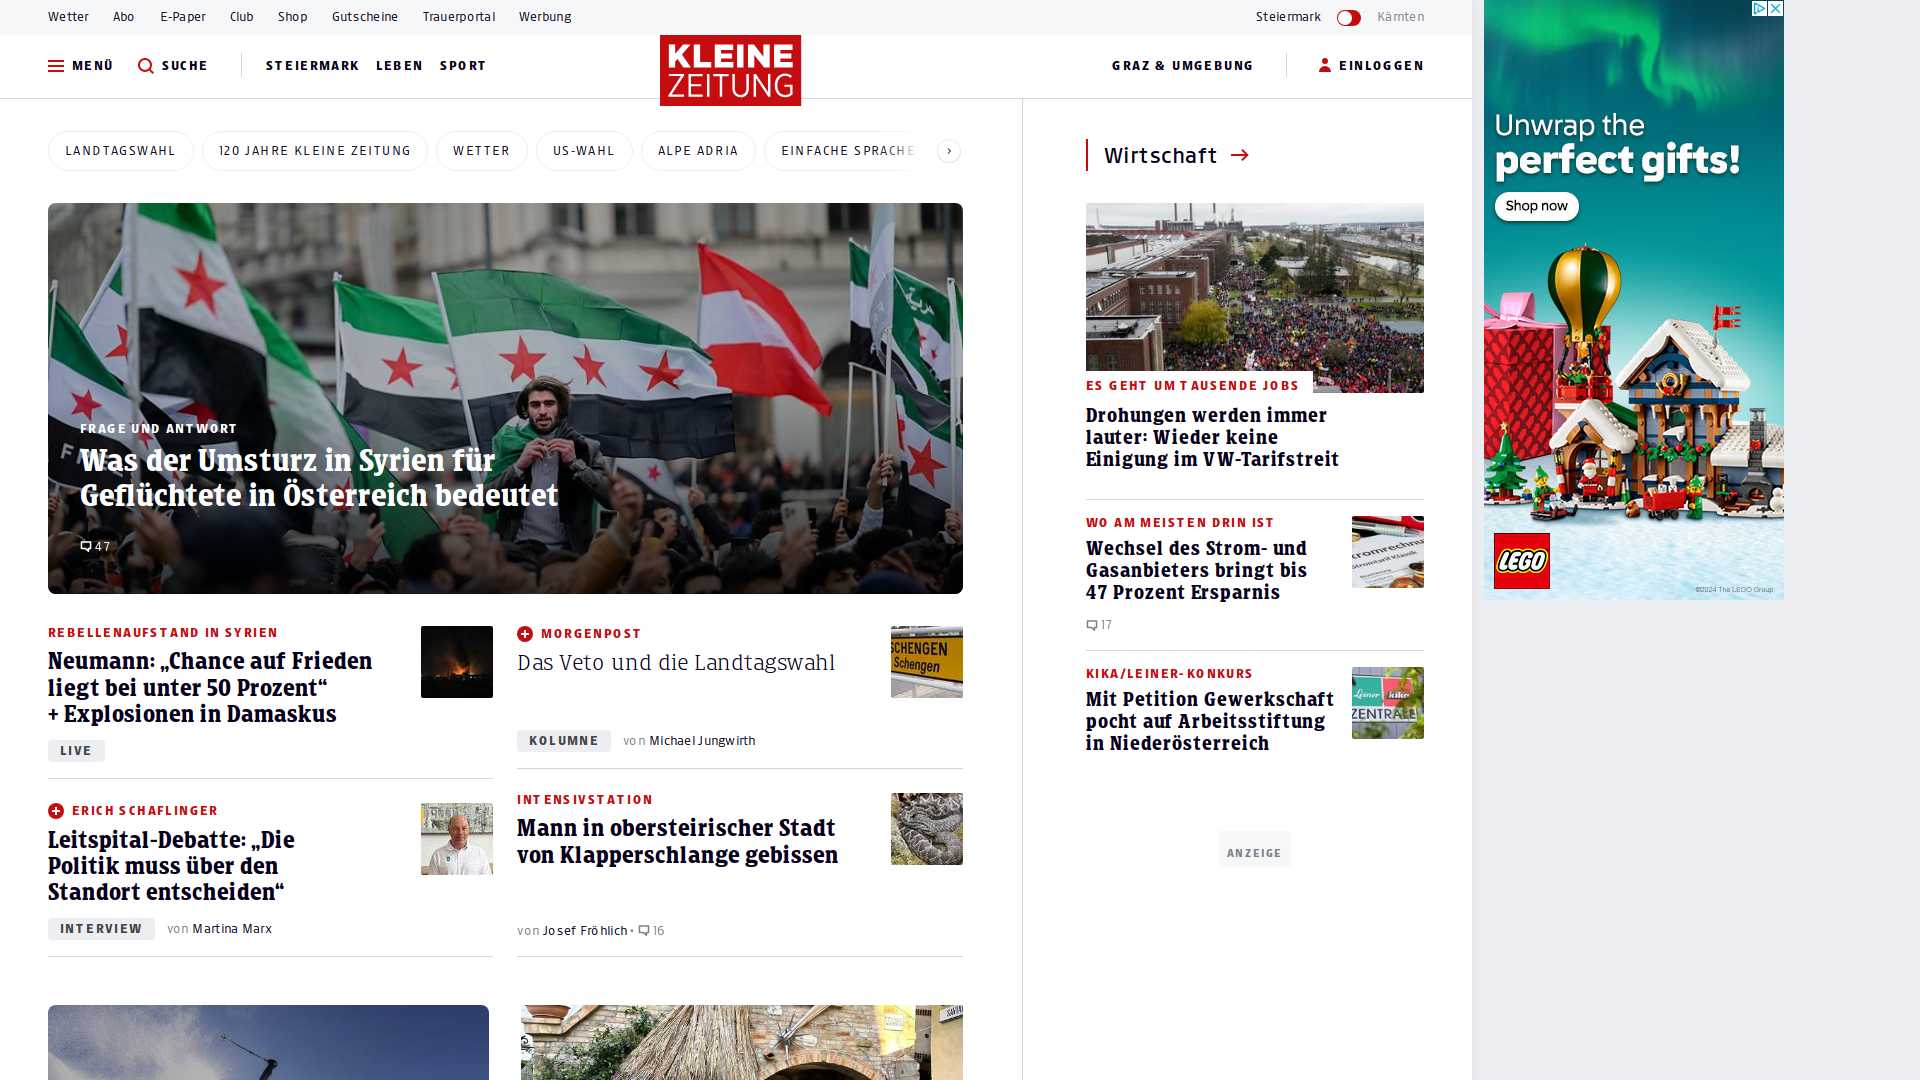 Wetter
Abo
E-Paper
Club
Shop
Gutscheine
Trauerportal
Werbung
Steiermark
Kärnten
MENÜ
SUCHE
STEIERMARK
LEBEN
SPORT
KLEINE
ZEITUNG
GRAZ & UMGEBUNG
EINLOGGEN
LANDTAGSWAHL
120 JAHRE KLEINE ZEITUNG
WETTER
US-WAHL
ALPE ADRIA
EINFACHE SPRACHE
FRAGE UND ANTWORT
Was der Umsturz in Syrien für
Geflüchtete in Österreich bedeutet
47
REBELLENAUFSTAND IN SYRIEN
Neumann: „Chance auf Frieden
liegt bei unter 50 Prozent“
+ Explosionen in Damaskus
LIVE
MORGENPOST
Das Veto und die Landtagswahl
KOLUMNE
von Michael Jungwirth
SCHENGEN
Schengen
ERICH SCHAFLINGER
Leitspital-Debatte: „Die
Politik muss über den
Standort entscheiden“
INTERVIEW
von Martina Marx
INTENSIVSTATION
Mann in obersteirischer Stadt
von Klapperschlange gebissen
von Josef Fröhlich • 16
Wirtschaft
ES GEHT UM TAUSENDE JOBS
Drohungen werden immer
lauter: Wieder keine
Einigung im VW-Tarifstreit
WO AM MEISTEN DRIN IST
Wechsel des Strom- und
Gasanbieters bringt bis
47 Prozent Ersparnis
17
KIKA/LEINER-KONKURS
Mit Petition Gewerkschaft
pocht auf Arbeitsstiftung
in Niederösterreich
Leiner kika
ZENTRALE
ANZEIGE
Unwrap the
perfect gifts!
Shop now
LEGO
©2024 The LEGO Group